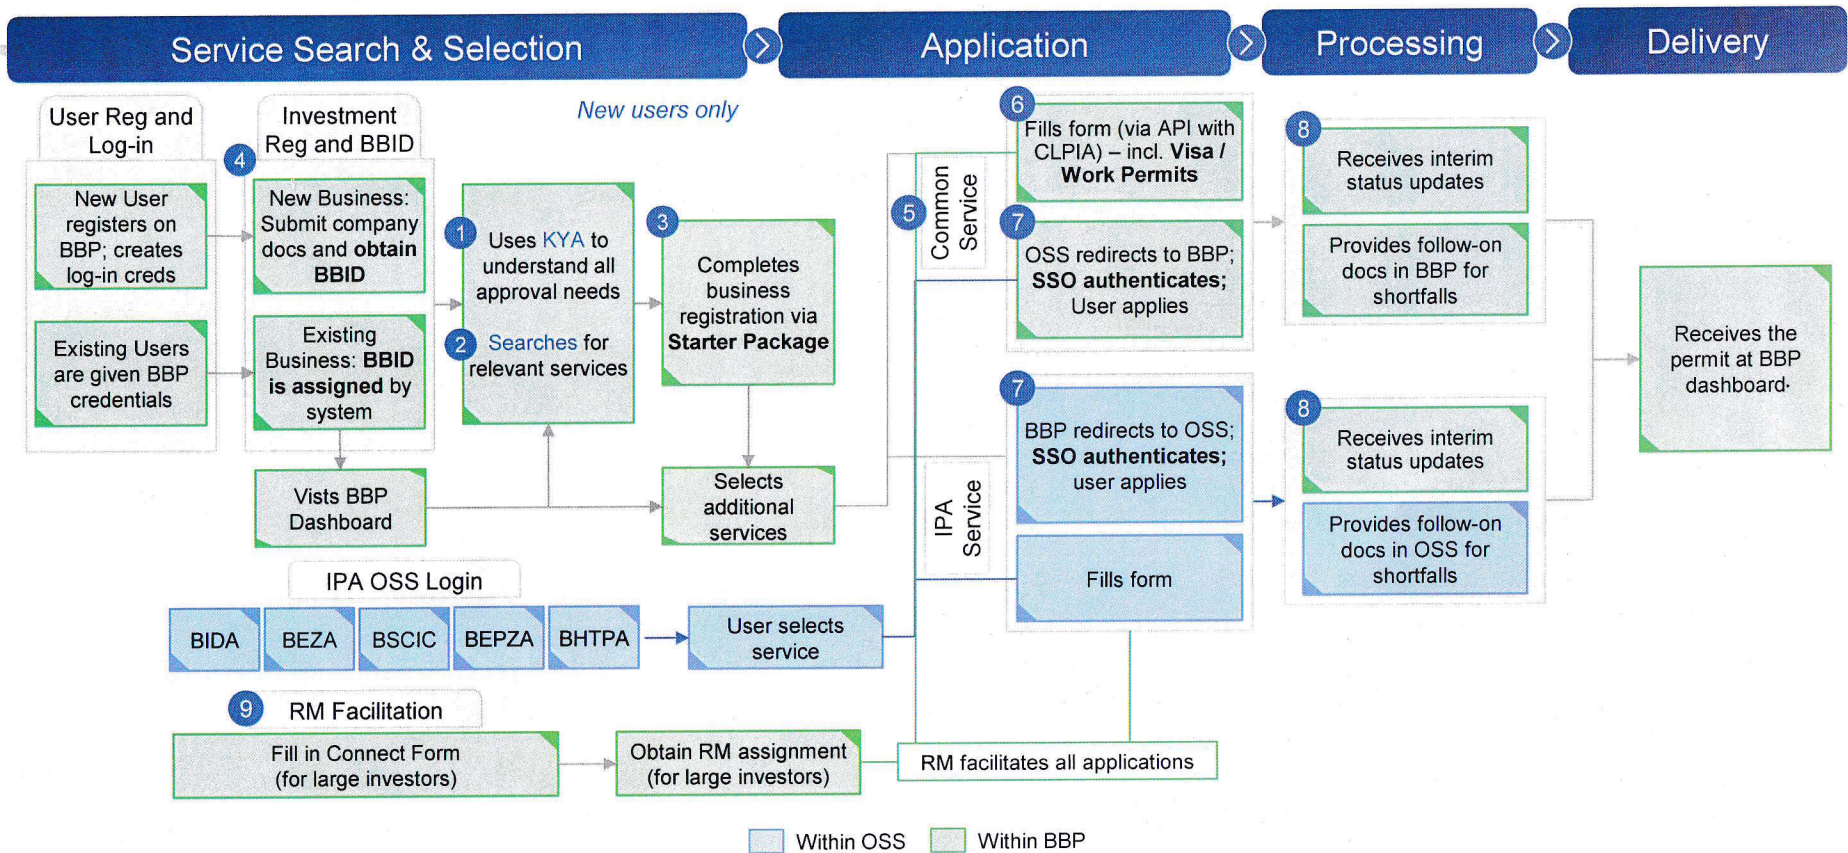 Service Search & Selection
Application
Processing
Delivery
User Reg and
Log-in
Investment
Reg and BBID
New users only
4
New User
registers on
BBP; creates
log-in creds
New Business:
Submit company
docs and obtain
BBID
Existing Users
are given BBP
credentials
Existing
Business: BBID
is assigned by
system
Vists BBP
Dashboard
1
Uses KYA to
understand all
approval needs
2
Searches for
relevant services
3
Completes
business
registration via
Starter Package
Selects
additional
services
5
Common
Service
6
Fills form (via API with
CLPIA) – incl. Visa /
Work Permits
7
OSS redirects to BBP;
SSO authenticates;
User applies
IPA
Service
7
BBP redirects to OSS;
SSO authenticates;
user applies
Fills form
8
Receives interim
status updates
Provides follow-on
docs in BBP for
shortfalls
8
Receives interim
status updates
Provides follow-on
docs in OSS for
shortfalls
Receives the
permit at BBP
dashboard
IPA OSS Login
BIDA
BEZA
BSCIC
BEPZA
BHTPA
User selects
service
9
RM Facilitation
Fill in Connect Form
(for large investors)
Obtain RM assignment
(for large investors)
RM facilitates all applications
Within OSS
Within BBP